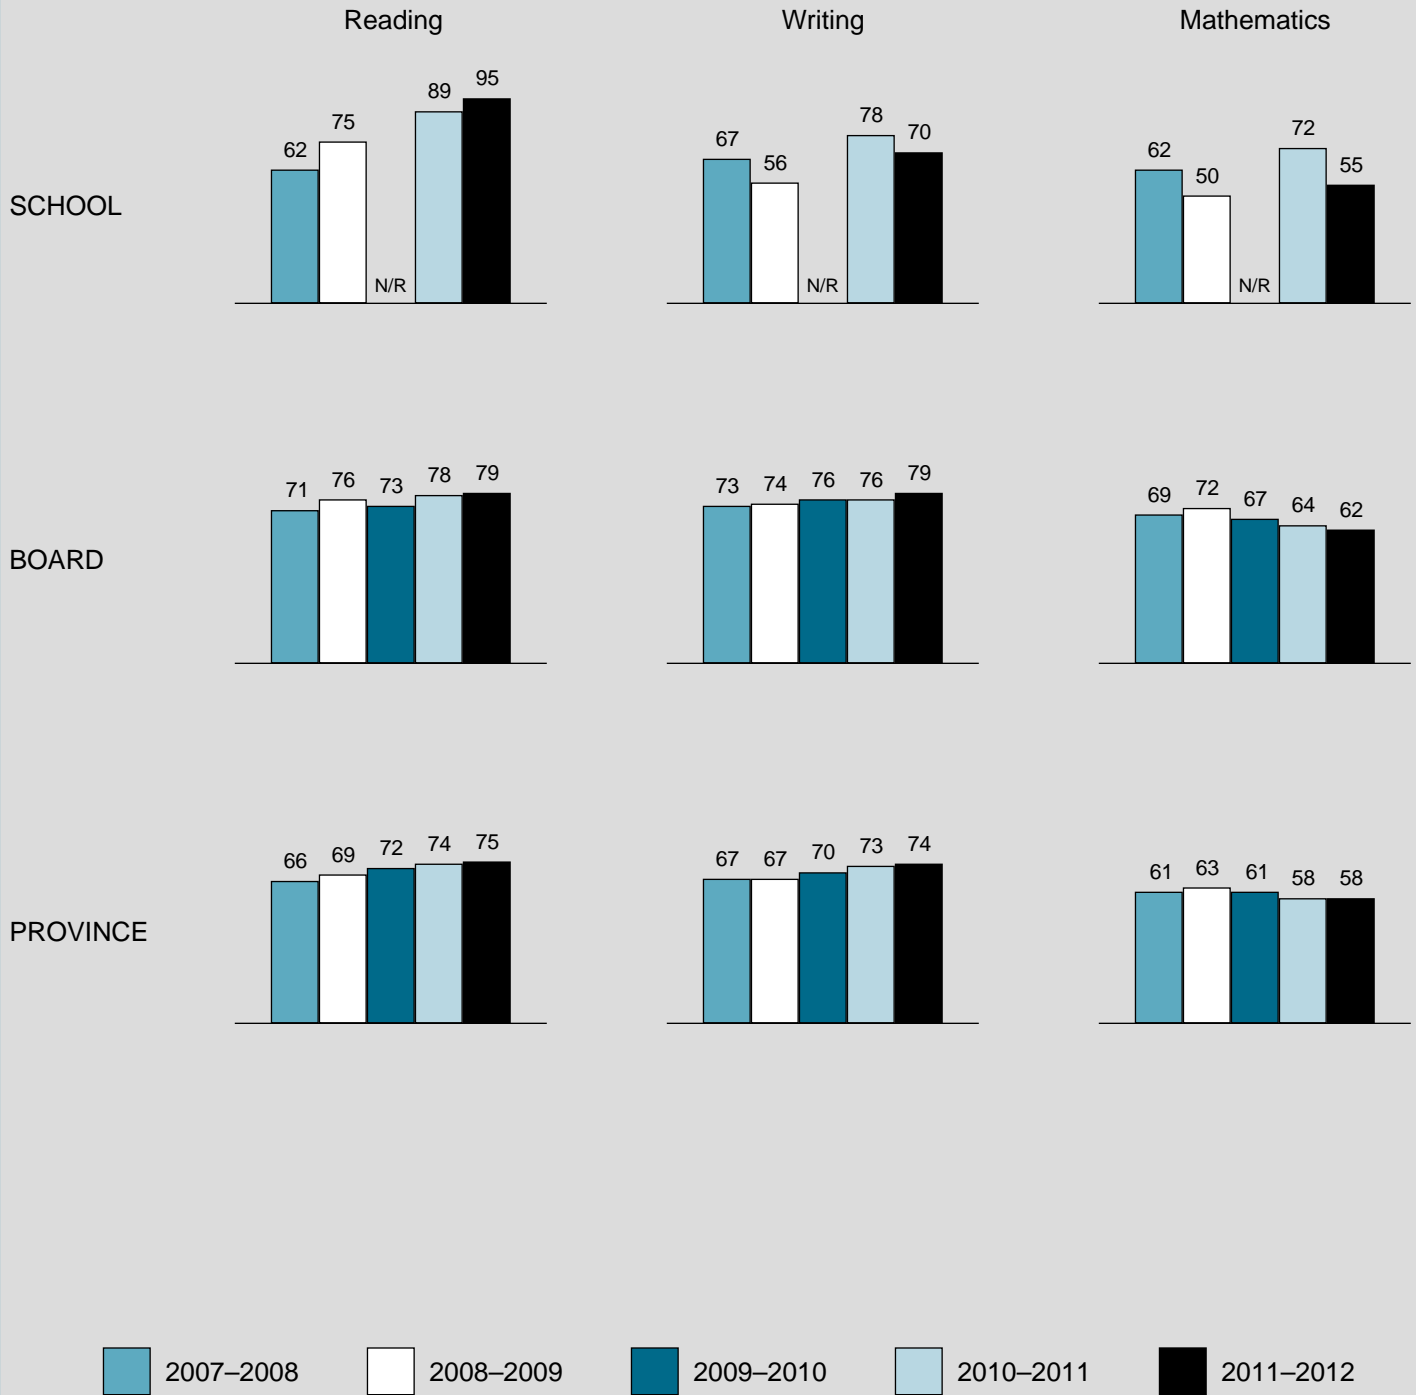 Reading Writing Mathematics
SCHOOL
62 75 N/R 89 95
67 56 N/R 78 70
62 50 N/R 72 55
BOARD
71 76 73 78 79
73 74 76 76 79
69 72 67 64 62
PROVINCE
66 69 72 74 75
67 67 70 73 74
61 63 61 58 58
2007–2008 2008–2009 2009–2010 2010–2011 2011–2012